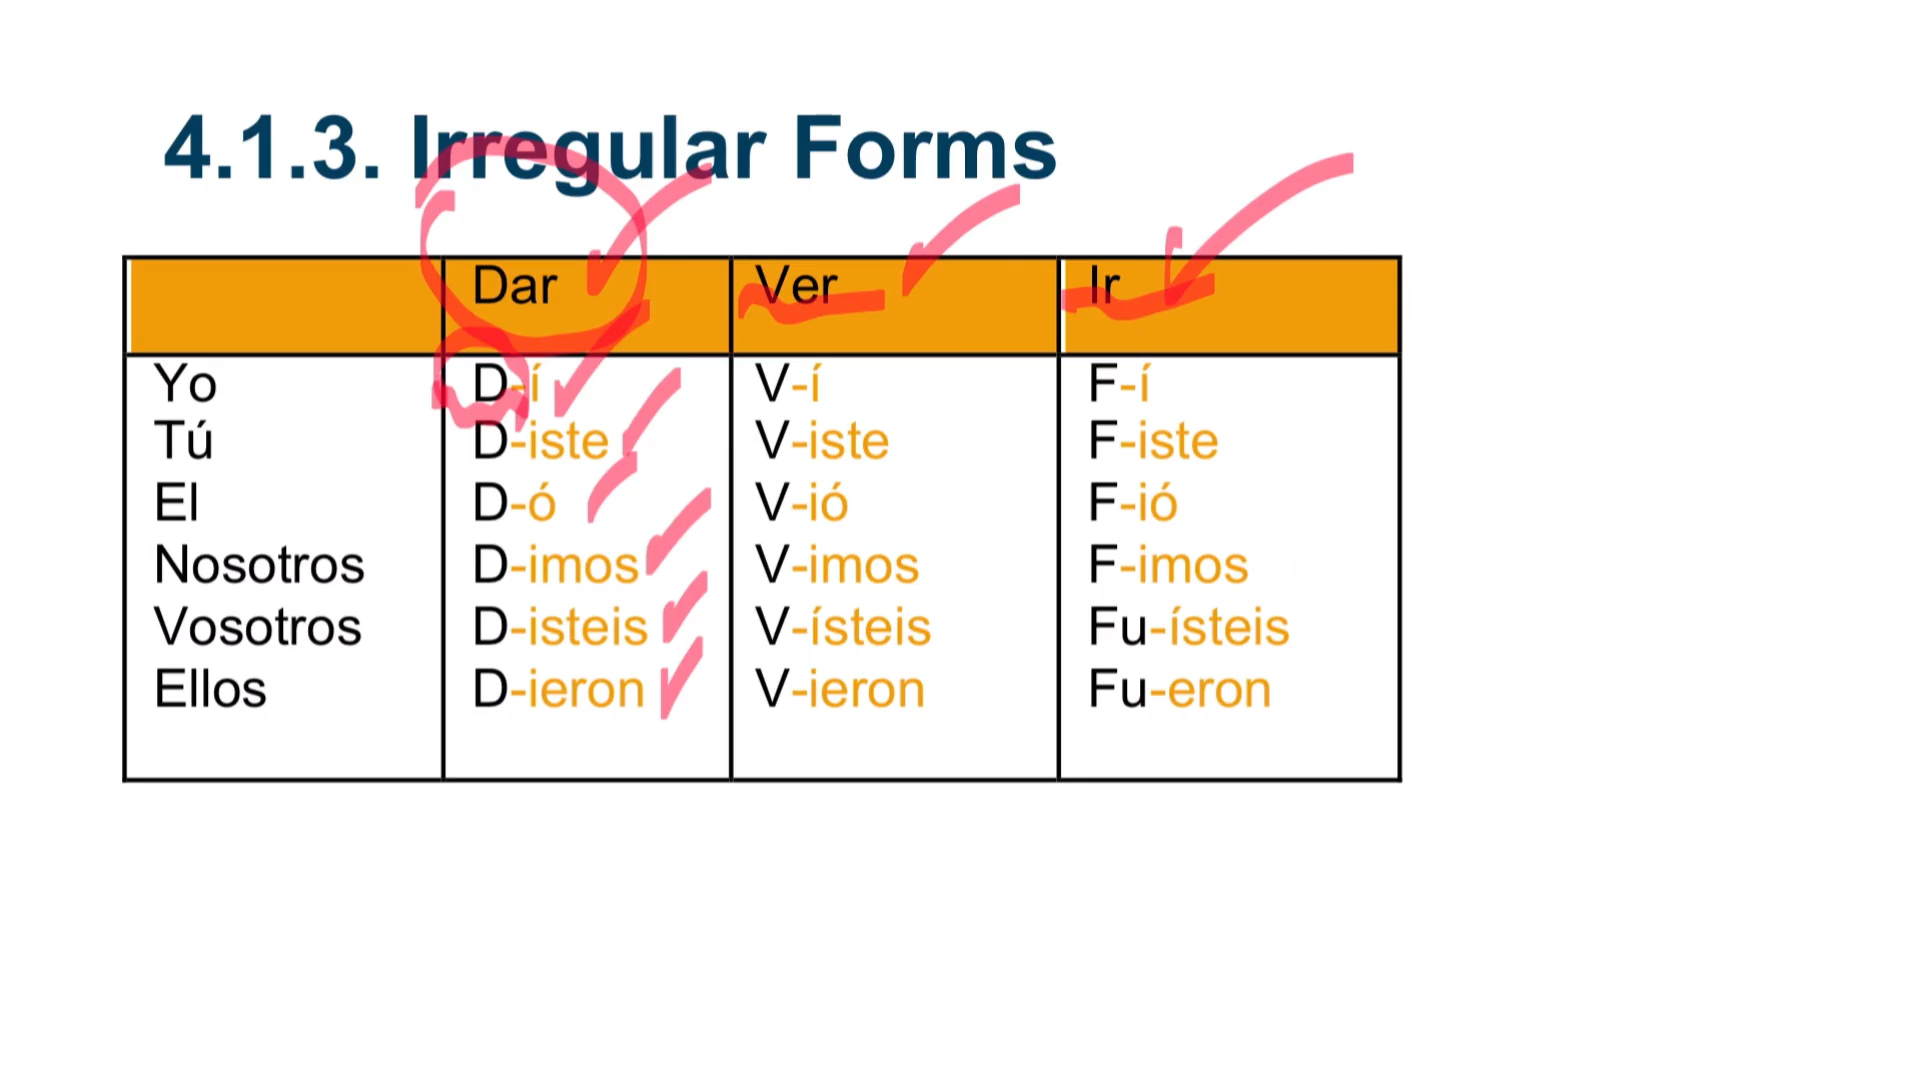 4.1.3. Irregular Forms
Dar Ver Ir
Yo D-í V-í F-í
Tú D-iste V-iste F-iste
El D-ó V-ió F-ió
Nosotros D-imos V-imos F-imos
Vosotros D-isteis V-ísteis Fu-ísteis
Ellos D-ieron V-ieron Fu-eron